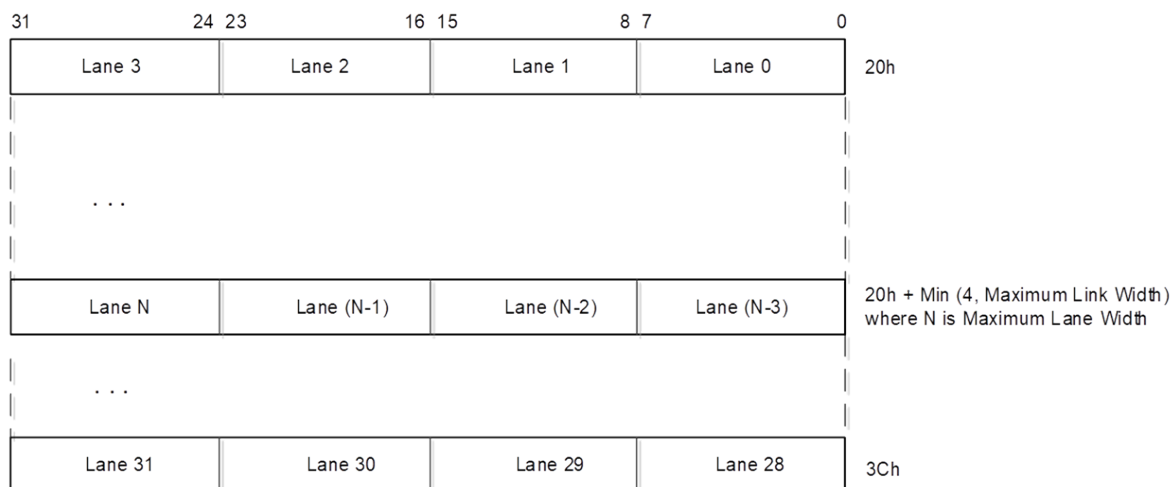 31 24 23 16 15 8 7 0
Lane 3 Lane 2 Lane 1 Lane 0 20h
. . .
Lane N Lane (N-1) Lane (N-2) Lane (N-3) 20h + Min (4, Maximum Link Width)
where N is Maximum Lane Width
. . .
Lane 31 Lane 30 Lane 29 Lane 28 3Ch